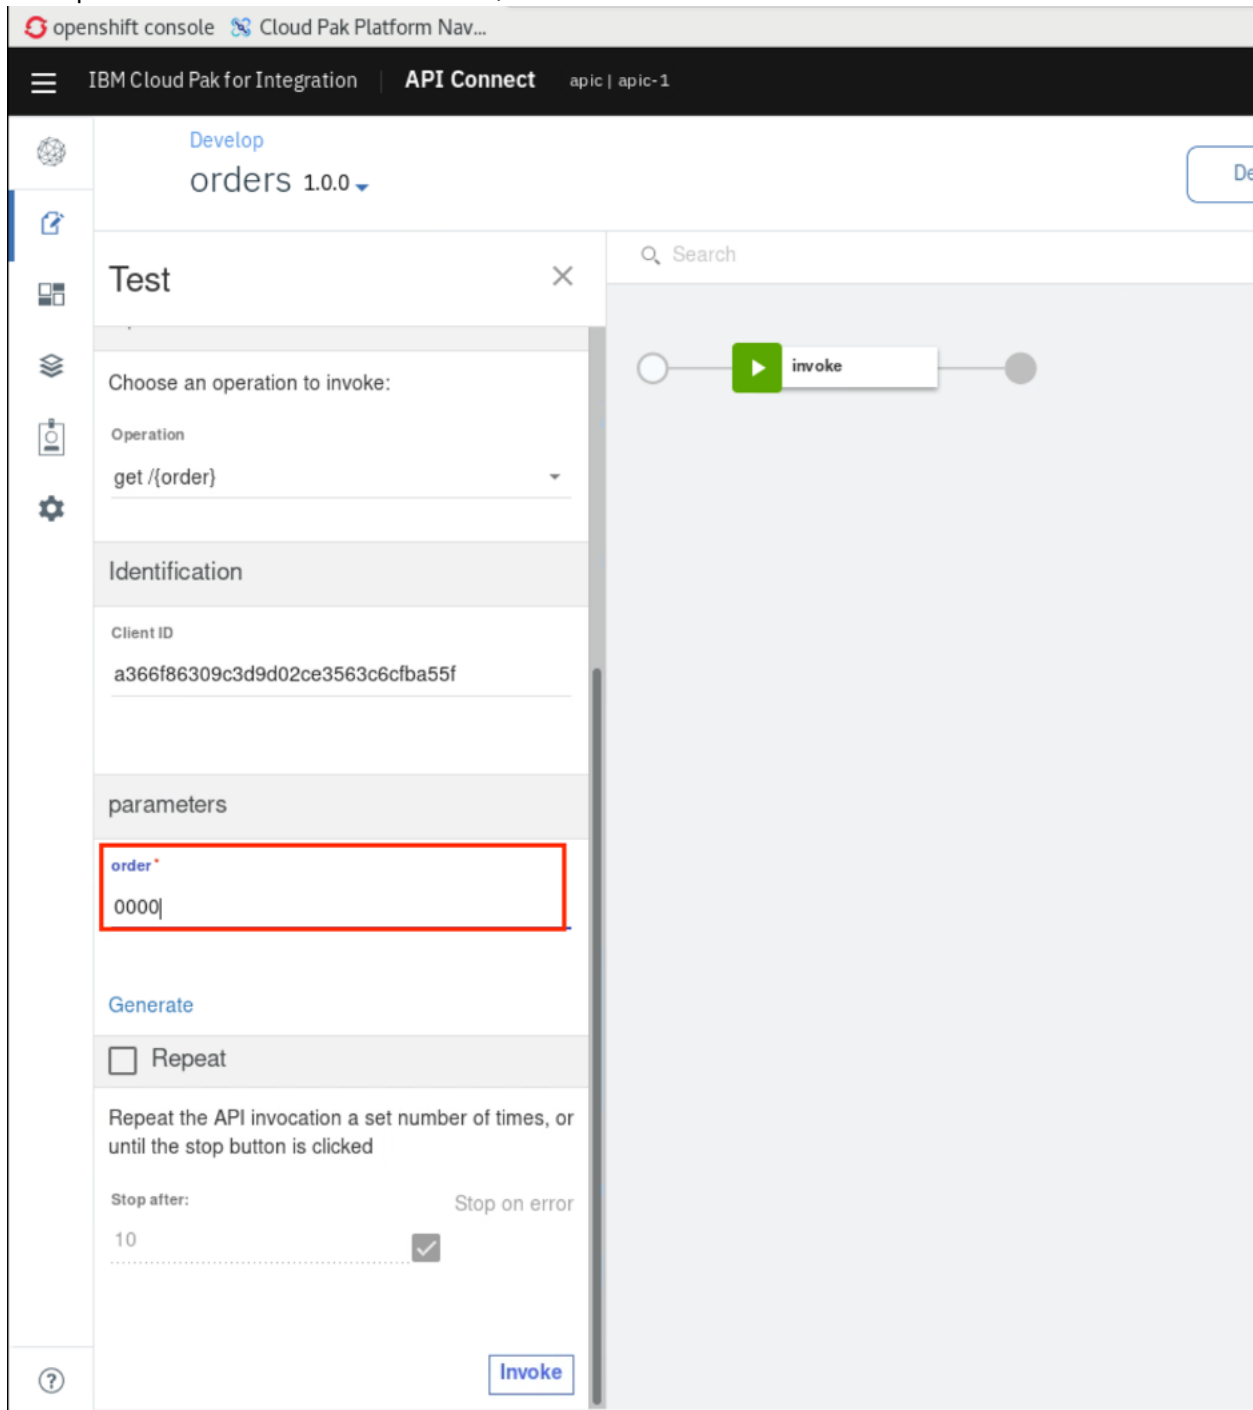 openshift console Cloud Pak Platform Nav...
IBM Cloud Pak for Integration API Connect apic | apic-1
Develop
orders 1.0.0
De
Search
Test
invoke
Choose an operation to invoke:
Operation
get /{order}
Identification
Client ID
a366f86309c3d9d02ce3563c6cfba55f
parameters
order*
0000
Generate
Repeat
Repeat the API invocation a set number of times, or
until the stop button is clicked
Stop after:
Stop on error
10
Invoke